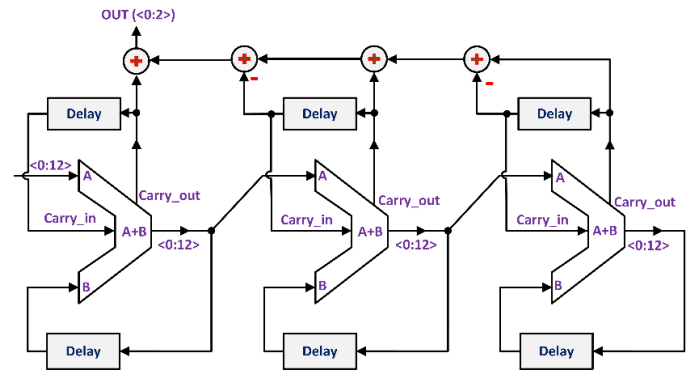 OUT (<0:2>)
+ + + +
- -
Delay Delay Delay
<0:12>
A A A
Carry_out Carry_out Carry_out
Carry_in Carry_in Carry_in
A+B A+B A+B
<0:12> <0:12> <0:12>
B B B
Delay Delay Delay